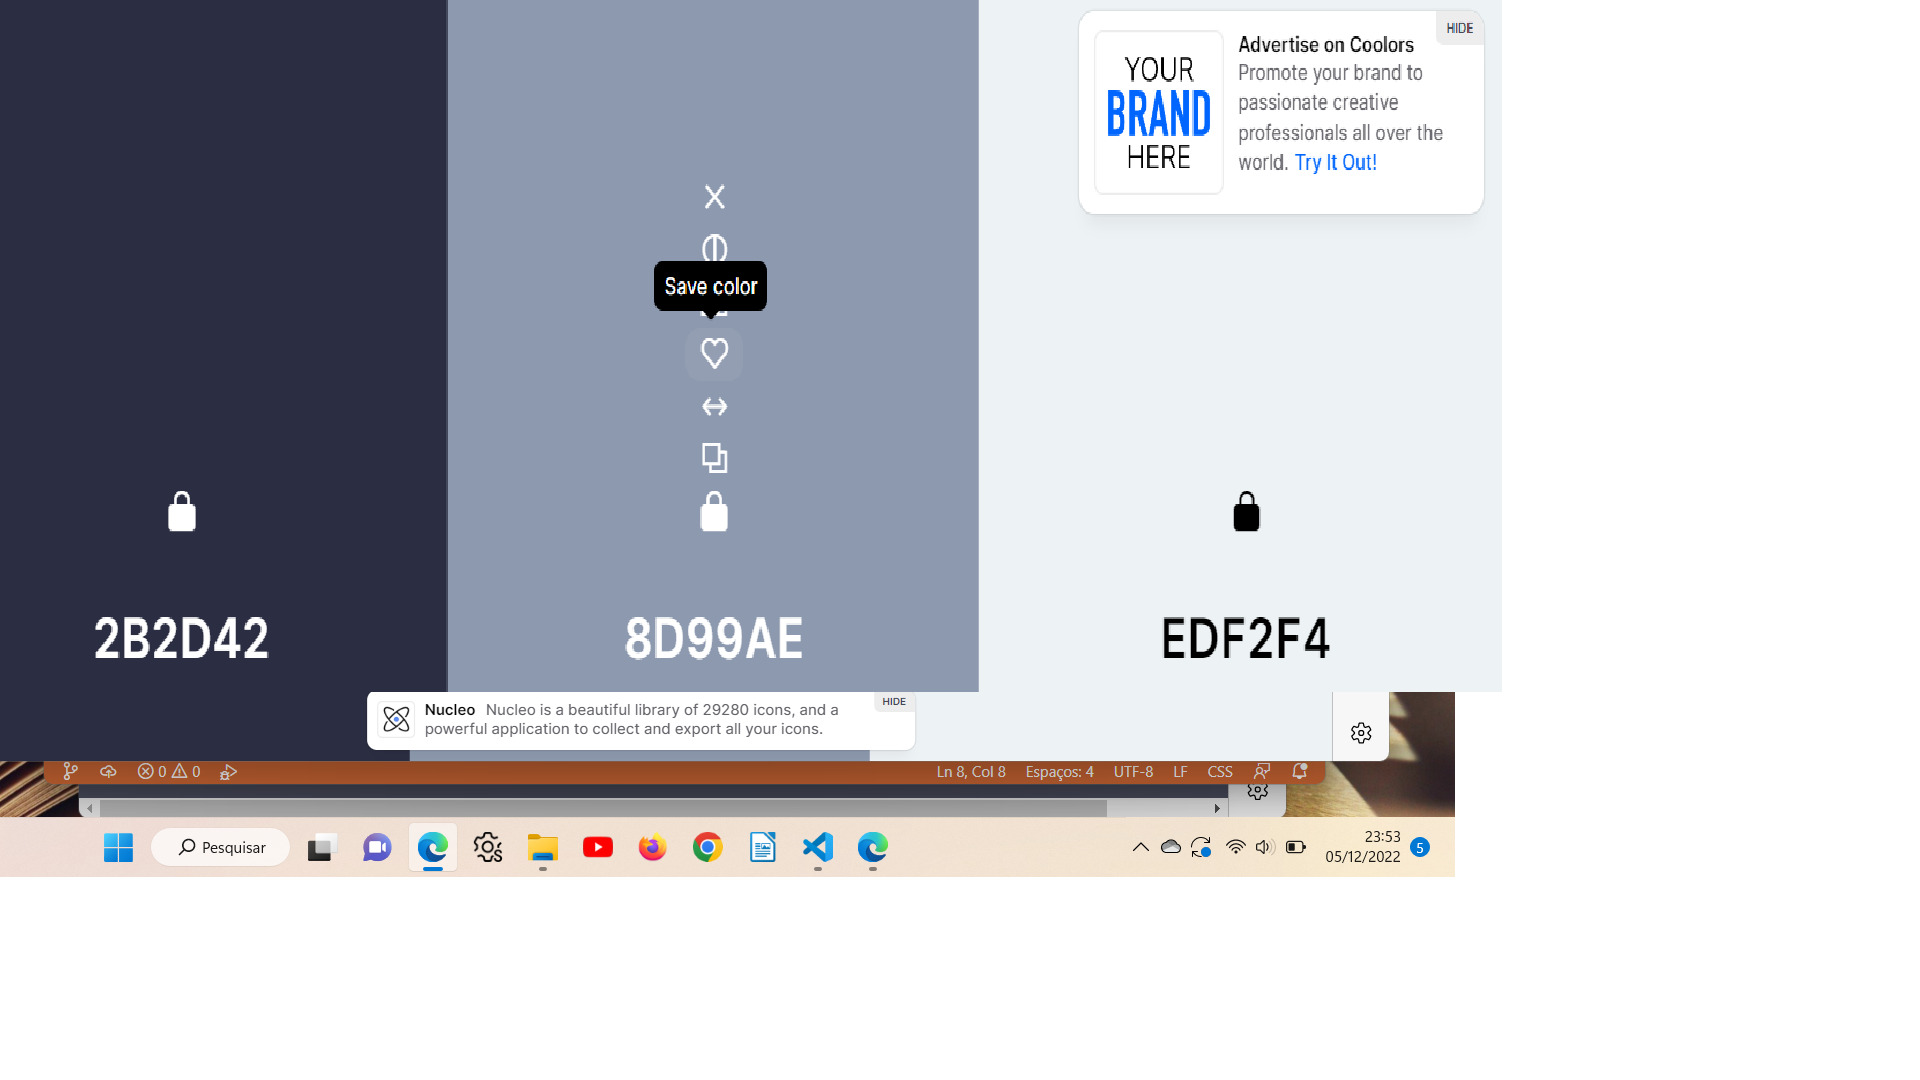 HIDE
Advertise on Coolors
YOUR
BRAND
HERE
Promote your brand to
passionate creative
professionals all over the
world. Try It Out!
Save color
2B2D42
8D99AE
EDF2F4
HIDE
Nucleo Nucleo is a beautiful library of 29280 icons, and a
powerful application to collect and export all your icons.
0 0
Ln 8, Col 8 Espaços: 4 UTF-8 LF CSS
Pesquisar
23:53
05/12/2022
5